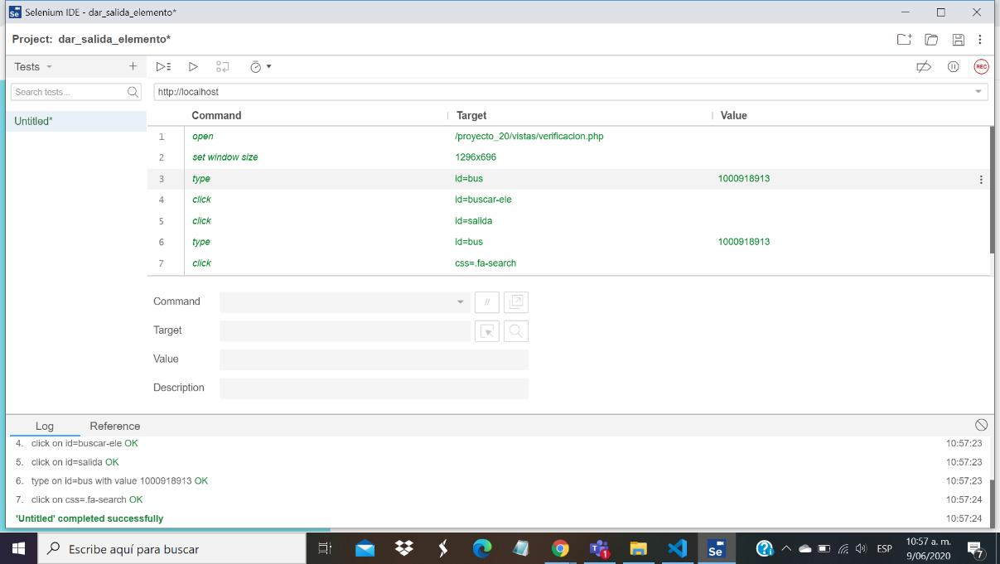 Selenium IDE - dar_salida_elemento*
Project: dar_salida_elemento*
Tests
Search tests...
http://localhost
REC
Untitled*
Command Target Value
1 open /proyecto_20/vistas/verificacion.php
2 set window size 1296x696
3 type id=bus 1000918913
4 click id=buscar-ele
5 click id=salida
6 type id=bus 1000918913
7 click css=.fa-search
Command
//
Target
Value
Description
Log Reference
4. click on id=buscar-ele OK 10:57:23
5. click on id=salida OK 10:57:23
6. type on id=bus with value 1000918913 OK 10:57:23
7. click on css=.fa-search OK 10:57:24
'Untitled' completed successfully 10:57:24
Escribe aquí para buscar
1
Se
ESP
10:57 a. m.
9/06/2020
7